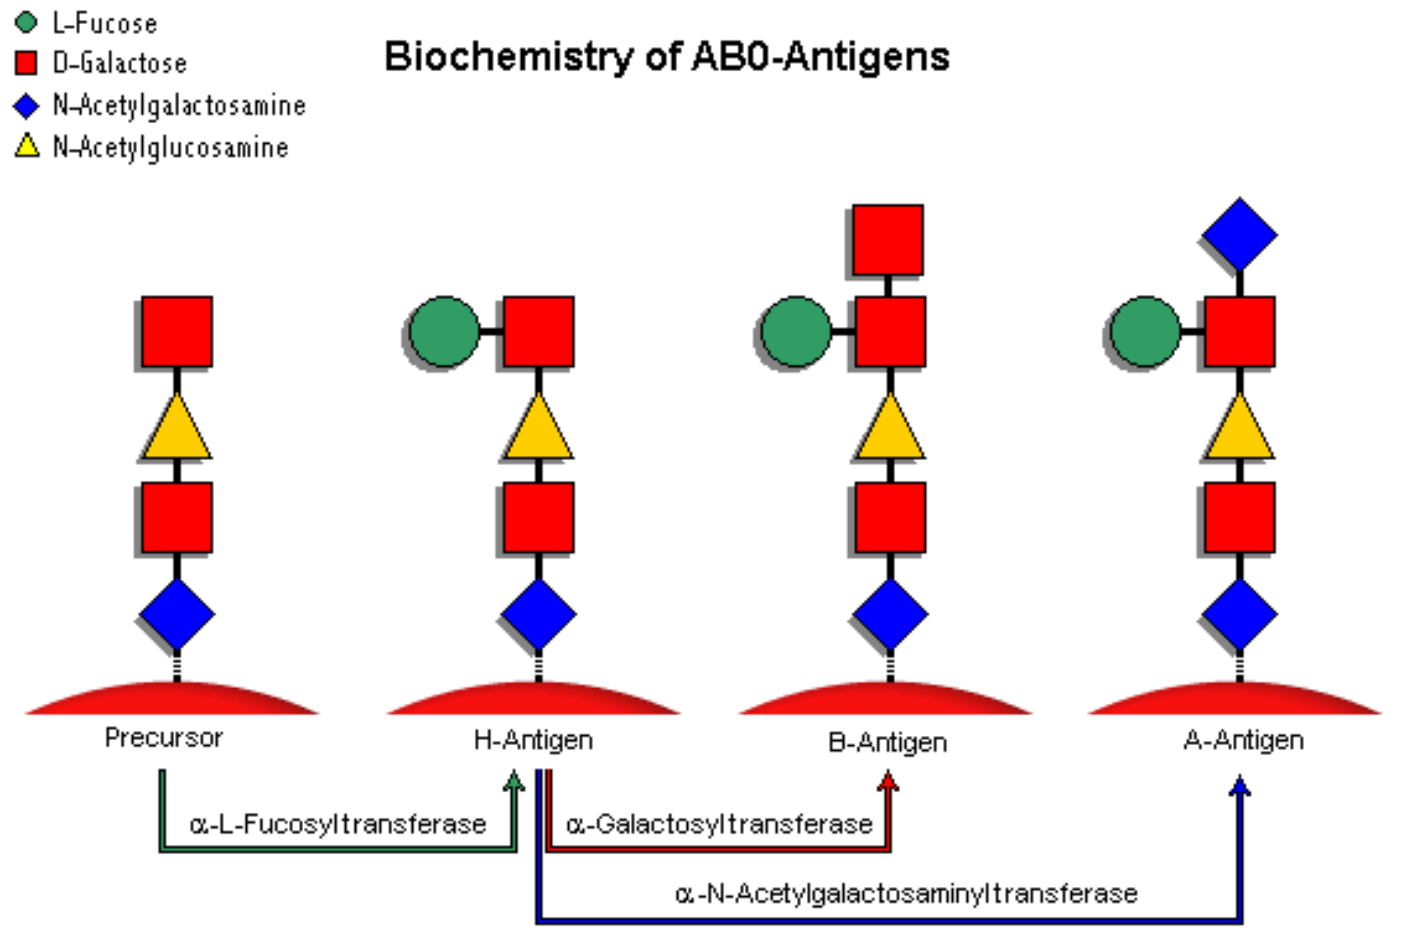 L-Fucose
D-Galactose
N-Acetylgalactosamine
N-Acetylglucosamine
Biochemistry of AB0-Antigens
Precursor
H-Antigen
B-Antigen
A-Antigen
α-L-Fucosyltransferase
α-Galactosyltransferase
α-N-Acetylgalactosaminyltransferase